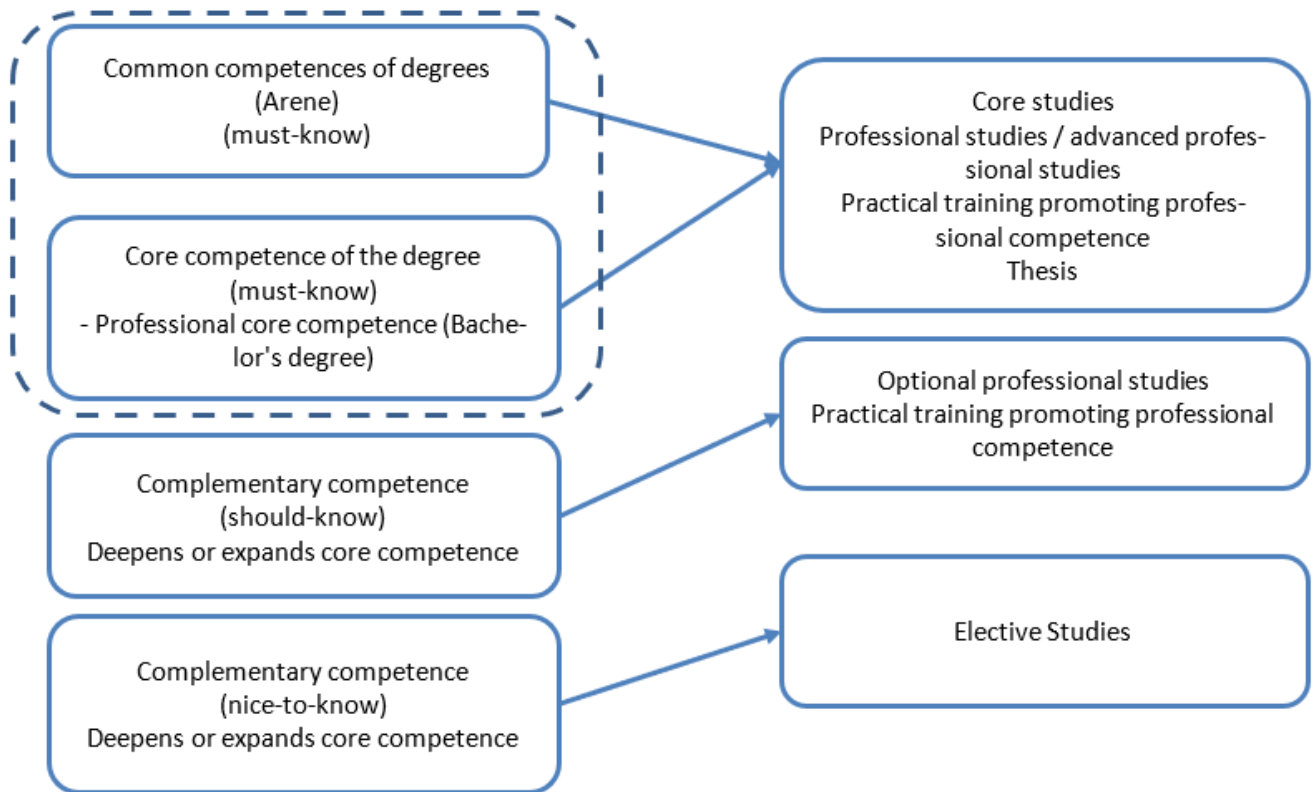 Common competences of degrees
(Arene)
(must-know)
Core competence of the degree
(must-know)
- Professional core competence (Bache-
lor's degree)
Complementary competence
(should-know)
Deepens or expands core competence
Complementary competence
(nice-to-know)
Deepens or expands core competence
Core studies
Professional studies / advanced profes-
sional studies
Practical training promoting profes-
sional competence
Thesis
Optional professional studies
Practical training promoting professional
competence
Elective Studies